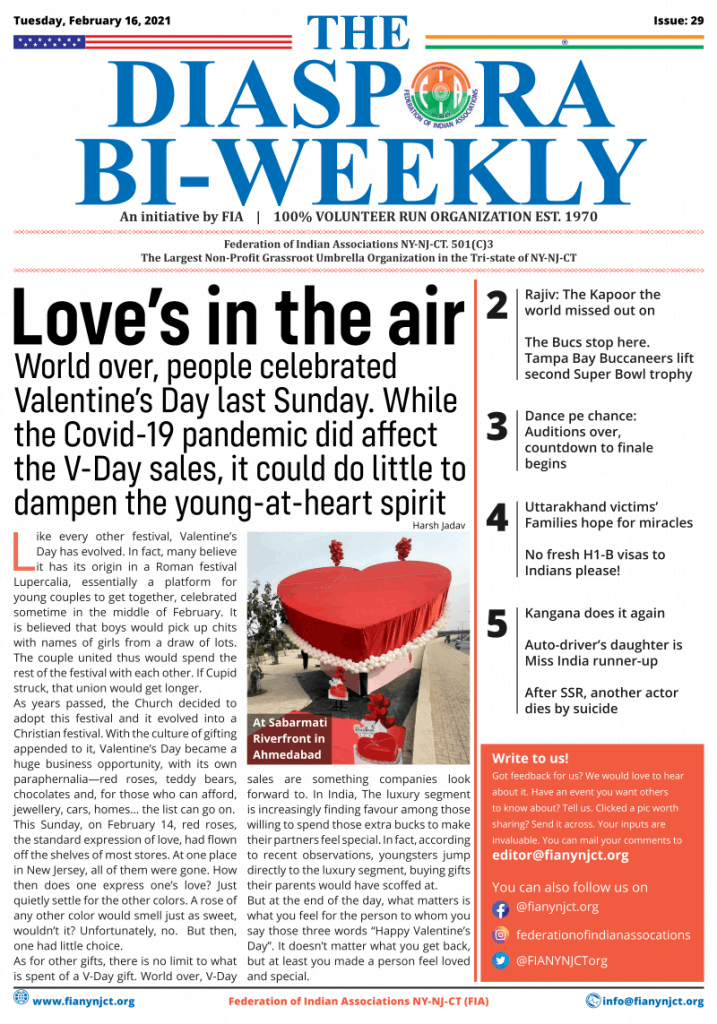 Tuesday, February 16, 2021
Issue: 29
THE
DIASPORA
BI-WEEKLY
FIA
FEDERATION OF INDIAN ASSOCIATIONS
An initiative by FIA | 100% VOLUNTEER RUN ORGANIZATION EST. 1970
Federation of Indian Associations NY-NJ-CT. 501(C)3
The Largest Non-Profit Grassroot Umbrella Organization in the Tri-state of NY-NJ-CT
Love's in the air
World over, people celebrated
Valentine's Day last Sunday. While
the Covid-19 pandemic did affect
the V-Day sales, it could do little to
dampen the young-at-heart spirit
Harsh Jadav
Like every other festival, Valentine's
Day has evolved. In fact, many believe
it has its origin in a Roman festival
Lupercalia, essentially a platform for
young couples to get together, celebrated
sometime in the middle of February. It
is believed that boys would pick up chits
with names of girls from a draw of lots.
The couple united thus would spend the
rest of the festival with each other. If Cupid
struck, that union would get longer.
As years passed, the Church decided to
adopt this festival and it evolved into a
Christian festival. With the culture of gifting
appended to it, Valentine's Day became a
huge business opportunity, with its own
paraphernalia—red roses, teddy bears,
chocolates and, for those who can afford,
jewellery, cars, homes... the list can go on.
This Sunday, on February 14, red roses,
the standard expression of love, had flown
off the shelves of most stores. At one place
in New Jersey, all of them were gone. How
then does one express one's love? Just
quietly settle for the other colors. A rose of
any other color would smell just as sweet,
wouldn't it? Unfortunately, no. But then,
one had little choice.
As for other gifts, there is no limit to what
is spent of a V-Day gift. World over, V-Day
At Sabarmati
Riverfront in
Ahmedabad
sales are something companies look
forward to. In India, The luxury segment
is increasingly finding favour among those
willing to spend those extra bucks to make
their partners feel special. In fact, according
to recent observations, youngsters jump
directly to the luxury segment, buying gifts
their parents would have scoffed at.
But at the end of the day, what matters is
what you feel for the person to whom you
say those three words “Happy Valentine's
Day”. It doesn't matter what you get back,
but at least you made a person feel loved
and special.
2
Rajiv: The Kapoor the
world missed out on
The Bucs stop here.
Tampa Bay Buccaneers lift
second Super Bowl trophy
3
Dance pe chance:
Auditions over,
countdown to finale
begins
4
Uttarakhand victims'
Families hope for miracles
No fresh H1-B visas to
Indians please!
5
Kangana does it again
Auto-driver's daughter is
Miss India runner-up
After SSR, another actor
dies by suicide
Write to us!
Got feedback for us? We would love to hear
about it. Have an event you want others
to know about? Tell us. Clicked a pic worth
sharing? Send it across. Your inputs are
invaluable. You can mail your comments to
editor@fianynjct.org
You can also follow us on
@fianynjct.org
federationofindianassocations
@FIANYNJCTorg
www.fianynjct.org
Federation of Indian Associations NY-NJ-CT (FIA)
info@fianynjct.org